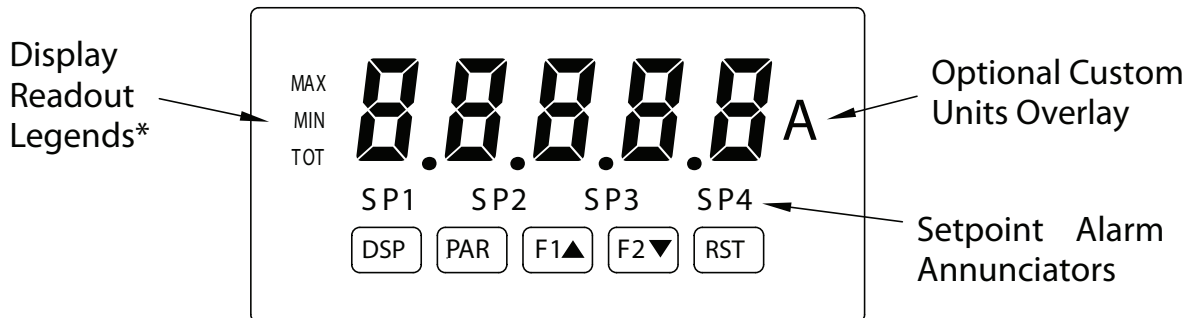 Display
Readout
Legends*
MAX
MIN
TOT
8.8.8.8.8
A
Optional Custom
Units Overlay
SP1 SP2 SP3 SP4
DSP PAR F1▲ F2▼ RST
Setpoint Alarm
Annunciators